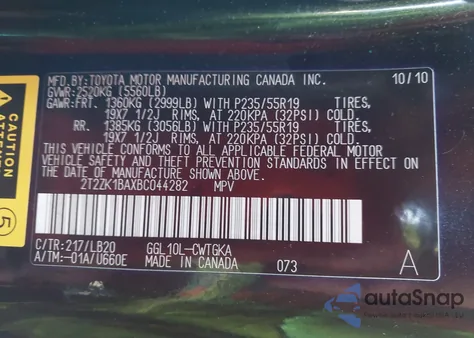 MFD.BY: TOYOTA MOTOR MANUFACTURING CANADA INC. 10/10
GVWR: 2520KG (5560LB)
GAWR: FRT. 1360KG (2999LB) WITH P235/55R19 TIRES,
19X7 1/2J RIMS, AT 220KPA (32PSI) COLD
RR. 1385KG (3056LB) WITH P235/55R19 TIRES,
19X7 1/2J RIMS, AT 220KPA (32PSI) COLD
THIS VEHICLE CONFORMS TO ALL APPLICABLE FEDERAL MOTOR
VEHICLE SAFETY AND THEFT PREVENTION STANDARDS IN EFFECT ON
THE DATE OF MANUFACTURE SHOWN ABOVE.
2T2ZK1BAXBC044282 MPV
C/TR: 217/LB20 GGL10L-CWTGKA
A/TM: -01A/U660E MADE IN CANADA 073 A
CAUTION
5
autoSnap